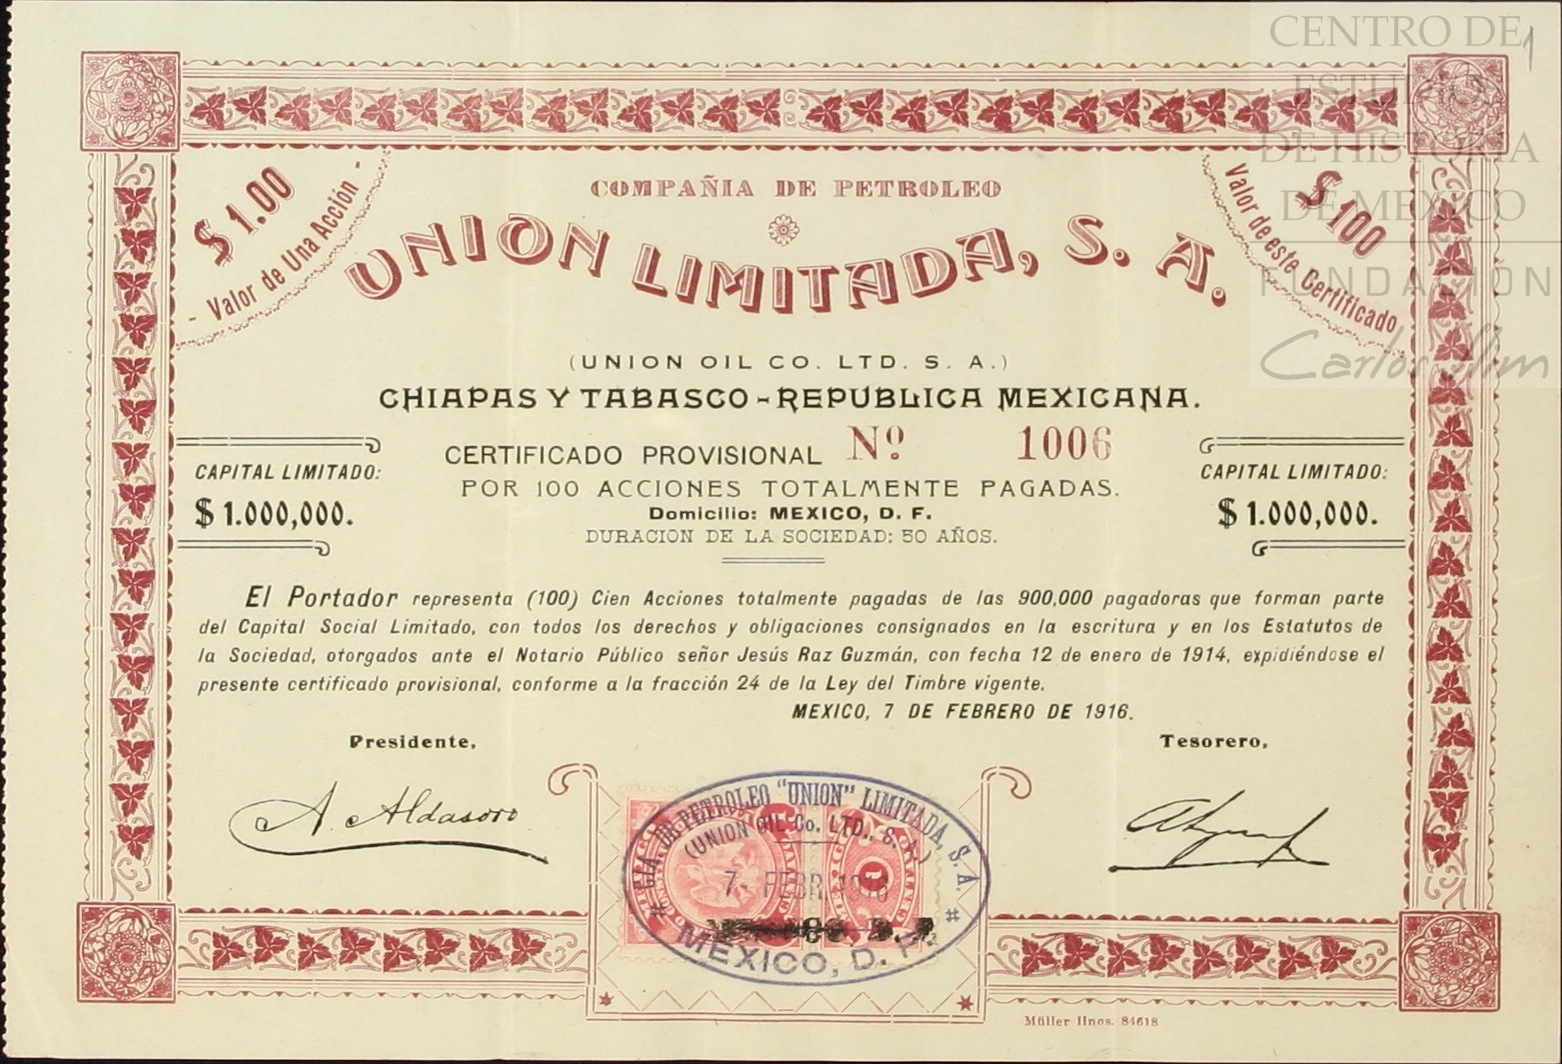 CENTRO DE
ESTUDIOS
DE HISTORIA
DE MEXICO
FUNDACIÓN
Carlos Slim
1
$ 1.00
- Valor de Una Acción -
$ 100
Valor de este Certificado
COMPAÑIA DE PETROLEO
UNION LIMITADA, S. A.
(UNION OIL CO. LTD. S. A.)
CHIAPAS Y TABASCO - REPUBLICA MEXICANA.
CERTIFICADO PROVISIONAL Nº 1006
POR 100 ACCIONES TOTALMENTE PAGADAS.
Domicilio: MEXICO, D. F.
DURACION DE LA SOCIEDAD: 50 AÑOS.
CAPITAL LIMITADO:
$ 1.000,000.
CAPITAL LIMITADO:
$ 1.000,000.
El Portador representa (100) Cien Acciones totalmente pagadas de las 900,000 pagadoras que forman parte
del Capital Social Limitado, con todos los derechos y obligaciones consignados en la escritura y en los Estatutos de
la Sociedad, otorgados ante el Notario Público señor Jesús Raz Guzmán, con fecha 12 de enero de 1914, expidiéndose el
presente certificado provisional, conforme a la fracción 24 de la Ley del Timbre vigente.
MEXICO, 7 DE FEBRERO DE 1916.
Presidente,
Tesorero,
A. Aldasoro
CIA. DE PETROLEO "UNION" LIMITADA, S. A.
(UNION OIL Co. LTD., S. A.)
7- FEBR. 1916
MEXICO, D. F.
1
Müller Hnos. 84618